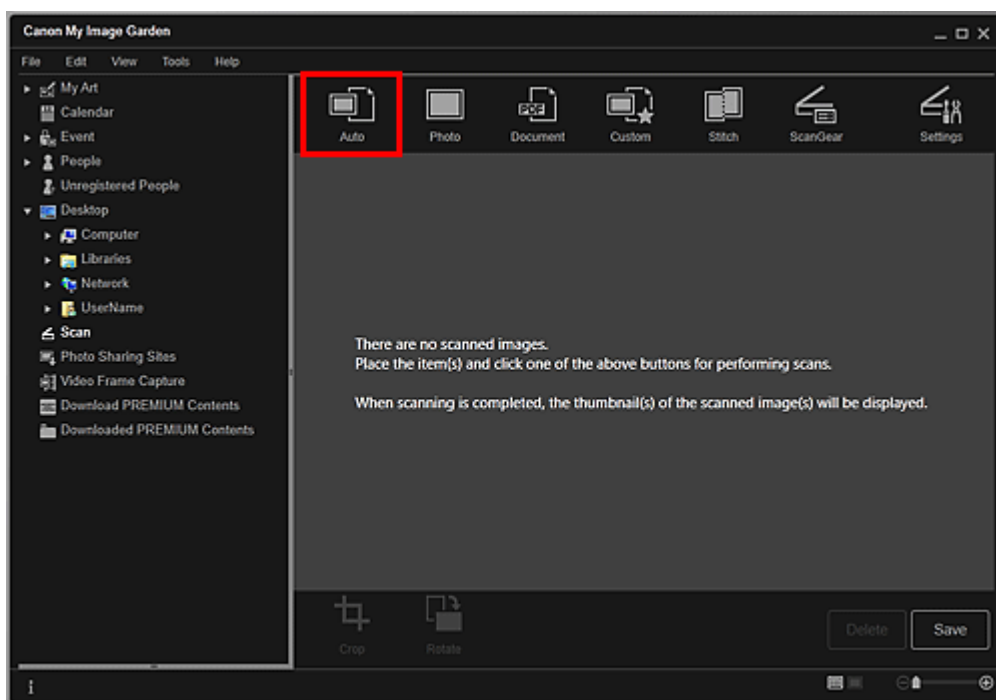 Canon My Image Garden
File Edit View Tools Help
My Art
Calendar
Event
People
Unregistered People
Desktop
Computer
Libraries
Network
UserName
Scan
Photo Sharing Sites
Video Frame Capture
Download PREMIUM Contents
Downloaded PREMIUM Contents
Auto Photo Document Custom Stitch ScanGear Settings
There are no scanned images.
Place the item(s) and click one of the above buttons for performing scans.
When scanning is completed, the thumbnail(s) of the scanned image(s) will be displayed.
Crop Rotate Delete Save